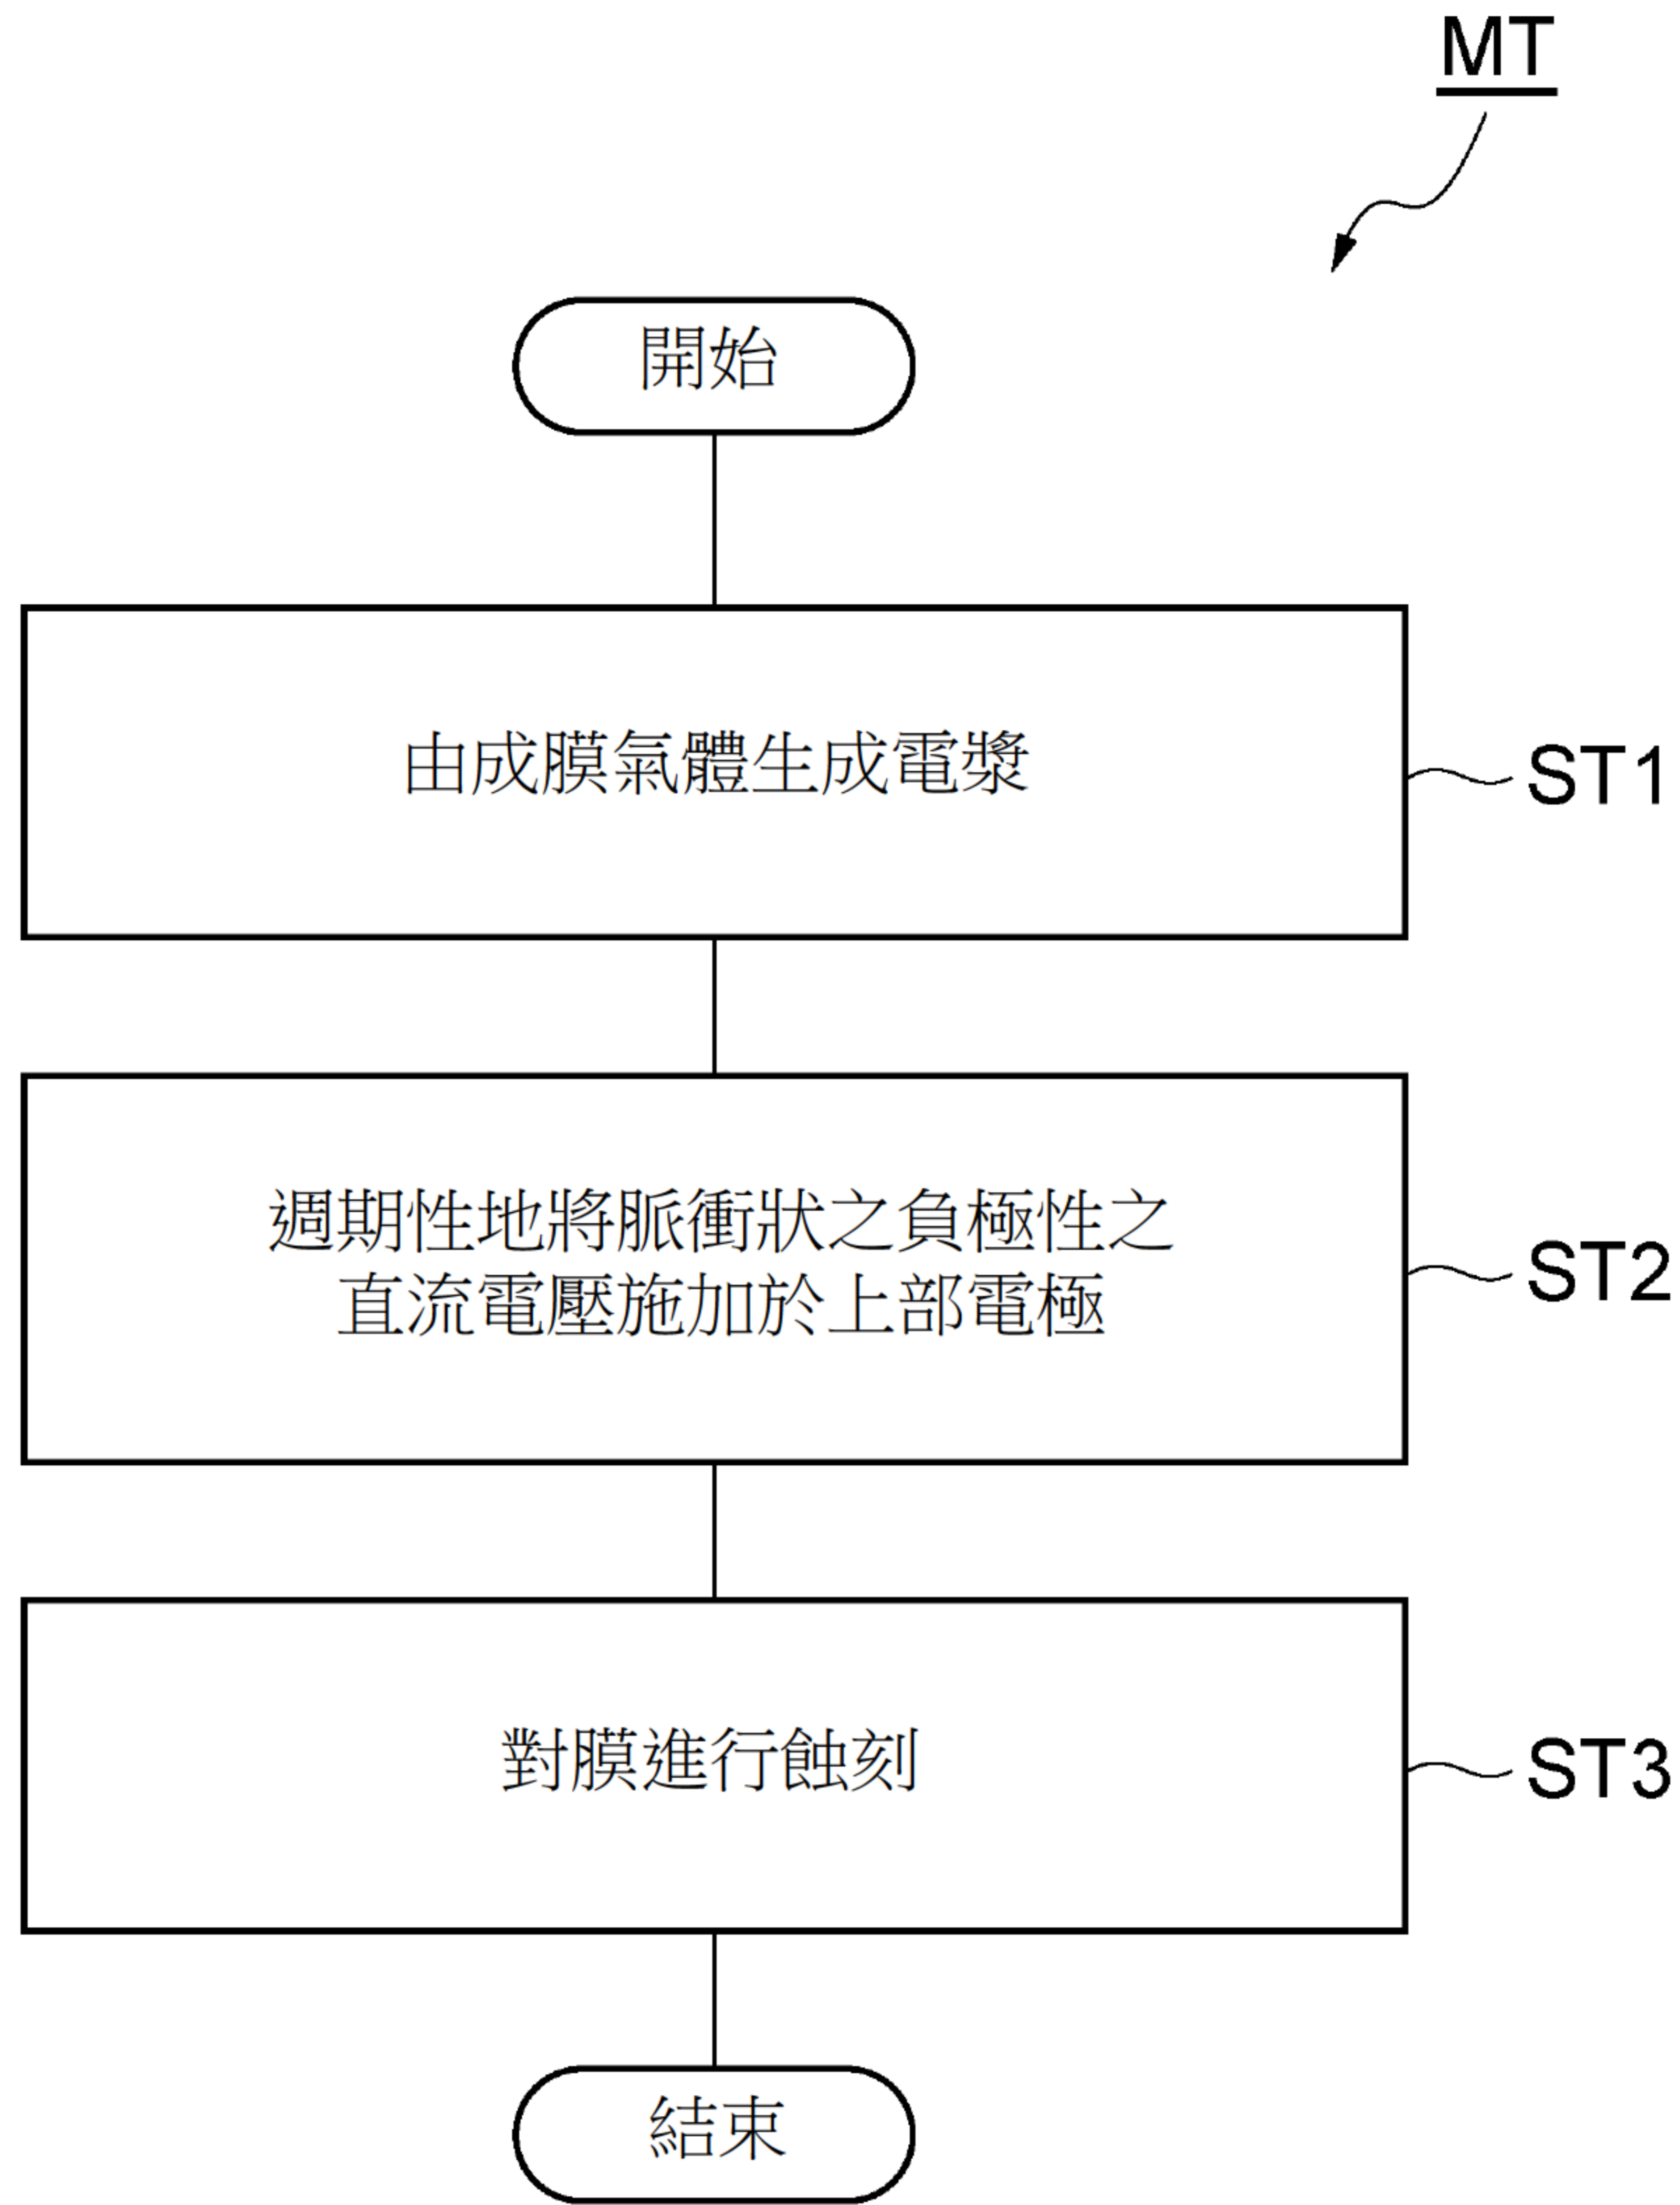 MT
開始
由成膜氣體生成電漿
ST1
週期性地將脈衝狀之負極性之
直流電壓施加於上部電極
ST2
對膜進行蝕刻
ST3
結束